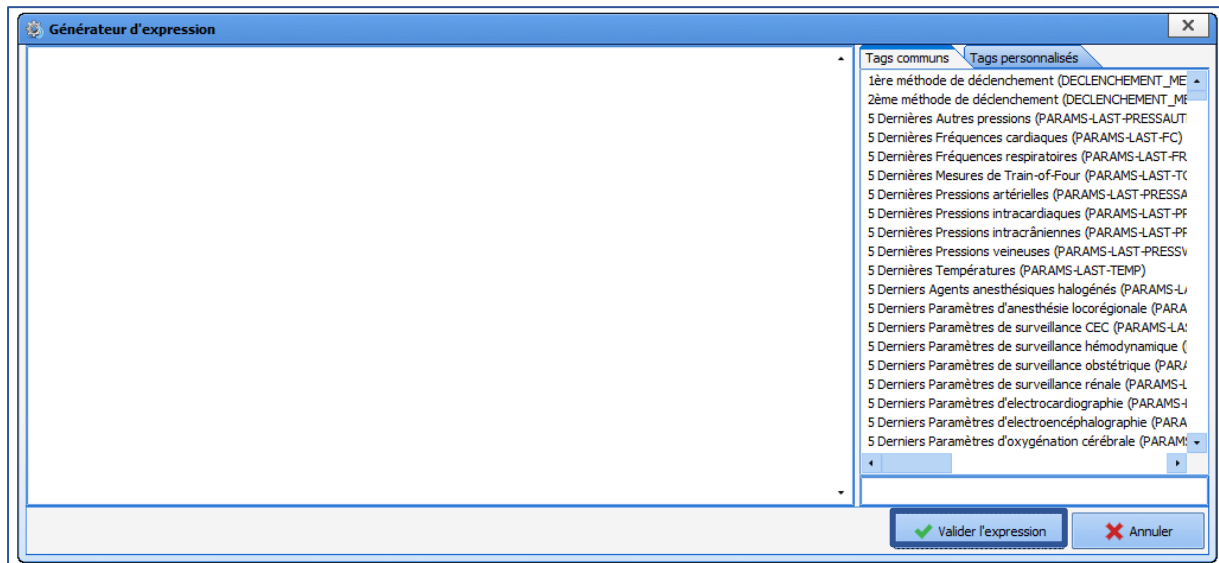 Générateur d'expression
Tags communs Tags personnalisés
1ère méthode de déclenchement (DECLENCHEMENT_ME
2ème méthode de déclenchement (DECLENCHEMENT_ME
5 Dernières Autres pressions (PARAMS-LAST-PRESSAUT
5 Dernières Fréquences cardiaques (PARAMS-LAST-FC)
5 Dernières Fréquences respiratoires (PARAMS-LAST-FR
5 Dernières Mesures de Train-of-Four (PARAMS-LAST-TO
5 Dernières Pressions artérielles (PARAMS-LAST-PRESSA
5 Dernières Pressions intracardiaques (PARAMS-LAST-PR
5 Dernières Pressions intracrâniennes (PARAMS-LAST-PR
5 Dernières Pressions veineuses (PARAMS-LAST-PRESSV
5 Dernières Températures (PARAMS-LAST-TEMP)
5 Derniers Agents anesthésiques halogénés (PARAMS-LA
5 Derniers Paramètres d'anesthésie locorégionale (PARA
5 Derniers Paramètres de surveillance CEC (PARAMS-LAS
5 Derniers Paramètres de surveillance hémodynamique (
5 Derniers Paramètres de surveillance obstétrique (PARA
5 Derniers Paramètres de surveillance rénale (PARAMS-L
5 Derniers Paramètres d'electrocardiographie (PARAMS-
5 Derniers Paramètres d'electroencéphalographie (PARA
5 Derniers Paramètres d'oxygénation cérébrale (PARAMS
Valider l'expression Annuler